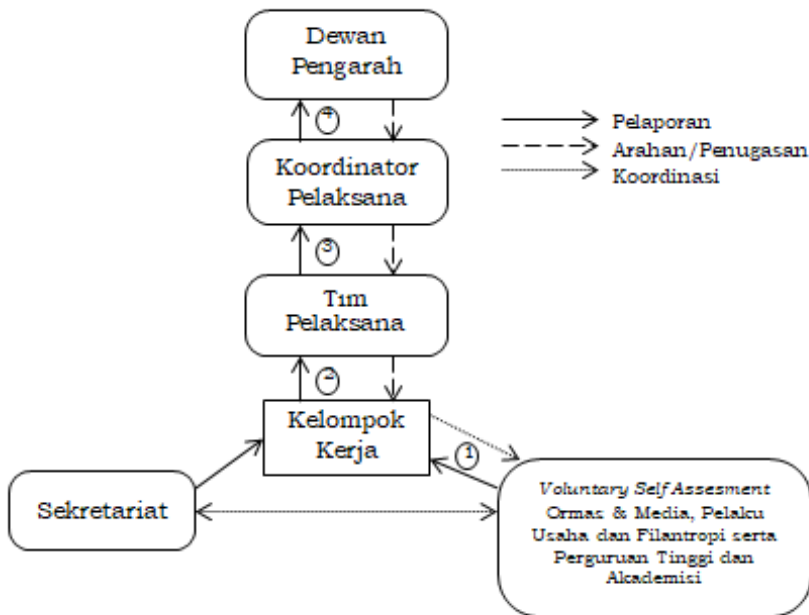 Dewan
Pengarah
4
Pelaporan
Arahan/Penugasan
Koordinasi
Koordinator
Pelaksana
3
Tim
Pelaksana
2
Kelompok
Kerja
1
Sekretariat
Voluntary Self Assesment
Ormas & Media, Pelaku
Usaha dan Filantropi serta
Perguruan Tinggi dan
Akademisi